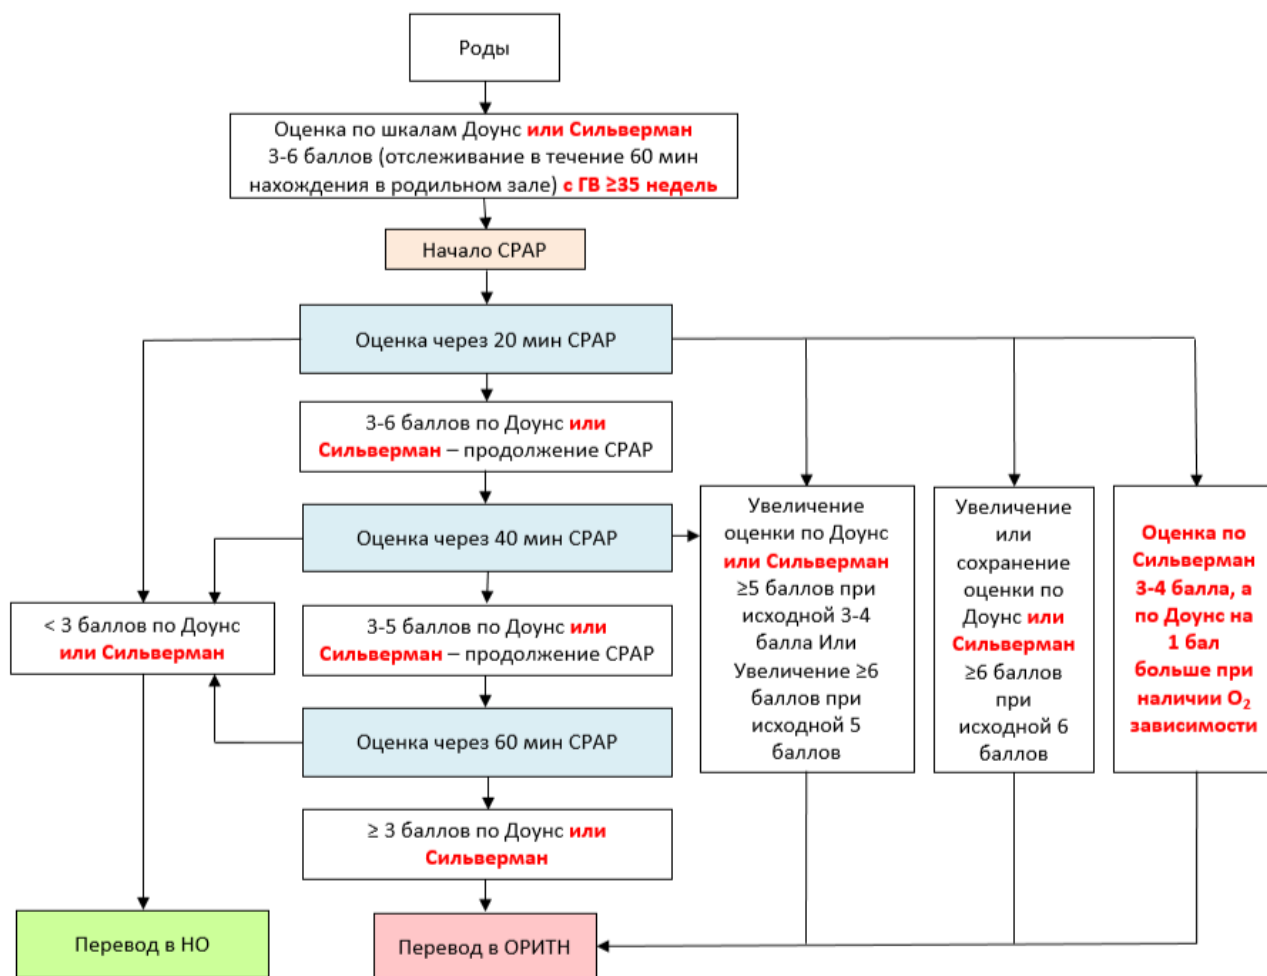 Роды
Оценка по шкалам Доунс или Сильверман
3-6 баллов (отслеживание в течение 60 мин
нахождения в родильном зале) с ГВ ≥35 недель
Начало СРАР
Оценка через 20 мин СРАР
3-6 баллов по Доунс или
Сильверман – продолжение СРАР
Оценка через 40 мин СРАР
Увеличение
оценки по Доунс
или Сильверман
≥5 баллов при
исходной 3-4
балла Или
Увеличение ≥6
баллов при
исходной 5
баллов
Увеличение
или
сохранение
оценки по
Доунс или
Сильверман
≥6 баллов
при
исходной 6
баллов
Оценка по
Сильверман
3-4 балла, а
по Доунс на
1 бал
больше при
наличии O₂
зависимости
< 3 баллов по Доунс
или Сильверман
3-5 баллов по Доунс или
Сильверман – продолжение СРАР
Оценка через 60 мин СРАР
≥ 3 баллов по Доунс или
Сильверман
Перевод в НО
Перевод в ОРИТН